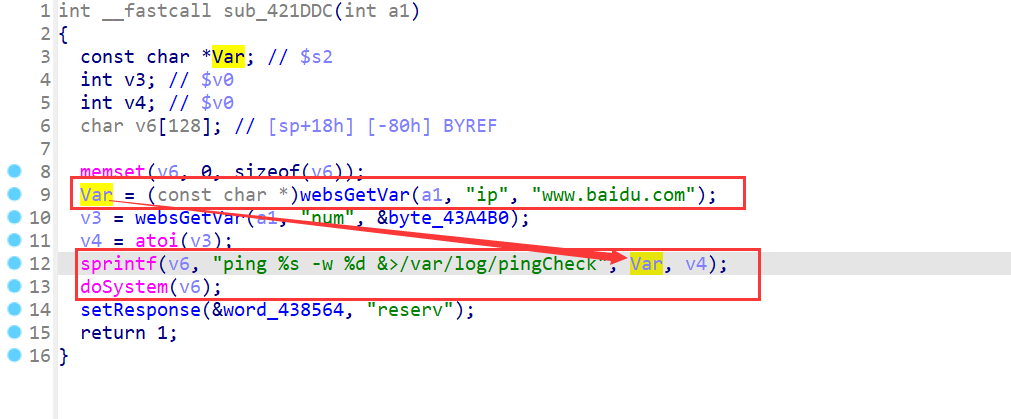 1 int __fastcall sub_421DDC(int a1)
2 {
3 const char *Var; // $s2
4 int v3; // $v0
5 int v4; // $v0
6 char v6[128]; // [sp+18h] [-80h] BYREF
7
8 memset(v6, 0, sizeof(v6));
9 Var = (const char *)websGetVar(a1, "ip", "www.baidu.com");
10 v3 = websGetVar(a1, "num", &byte_43A4B0);
11 v4 = atoi(v3);
12 sprintf(v6, "ping %s -w %d &>/var/log/pingCheck", Var, v4);
13 doSystem(v6);
14 setResponse(&word_438564, "reserv");
15 return 1;
16 }